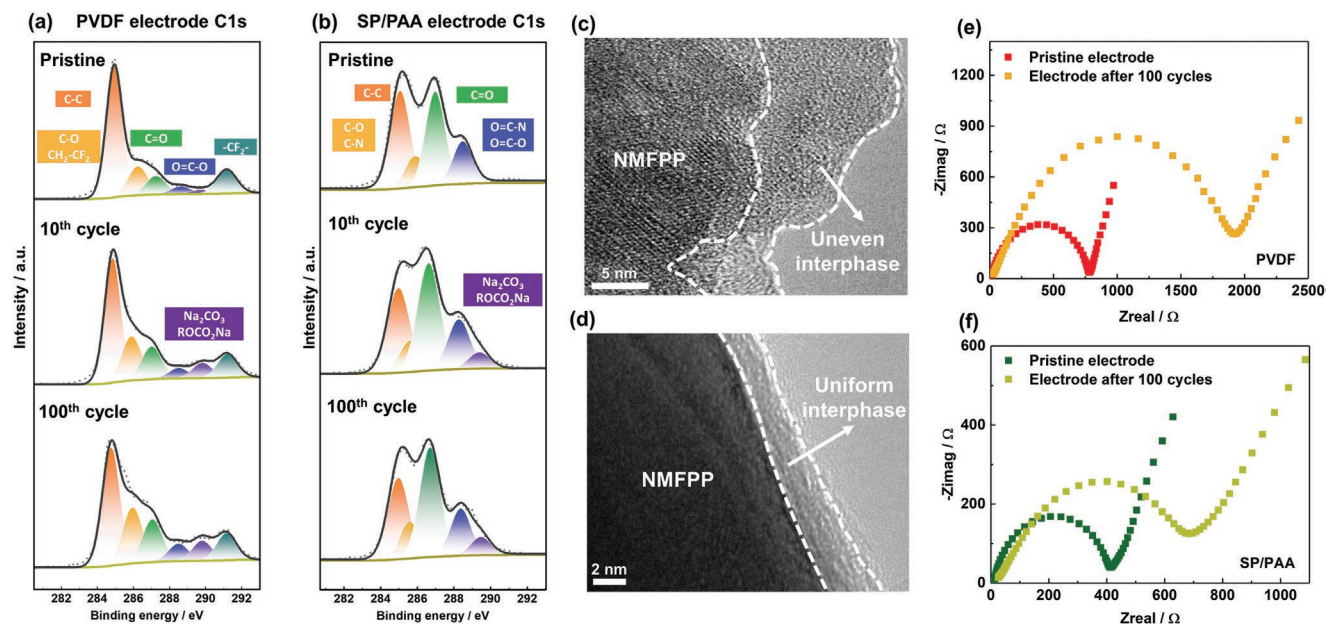 (a) PVDF electrode C1s
Pristine
C-C
C-O
CH₂-CF₂
C=O
O=C-O
-CF₂-
10th cycle
Na₂CO₃
ROCO₂Na
100th cycle
Intensity / a.u.
282 284 286 288 290 292
Binding energy / eV
(b) SP/PAA electrode C1s
Pristine
C-C
C-O
C-N
C=O
O=C-N
O=C-O
10th cycle
Na₂CO₃
ROCO₂Na
100th cycle
Intensity / a.u.
282 284 286 288 290 292
Binding energy / eV
(c)
NMFPP
Uneven
interphase
5 nm
(d)
Uniform
interphase
NMFPP
2 nm
(e)
Pristine electrode
Electrode after 100 cycles
1200
900
600
300
0
-Zimag / Ω
PVDF
0 500 1000 1500 2000 2500
Zreal / Ω
(f)
Pristine electrode
Electrode after 100 cycles
600
400
200
0
-Zimag / Ω
SP/PAA
0 200 400 600 800 1000
Zreal / Ω